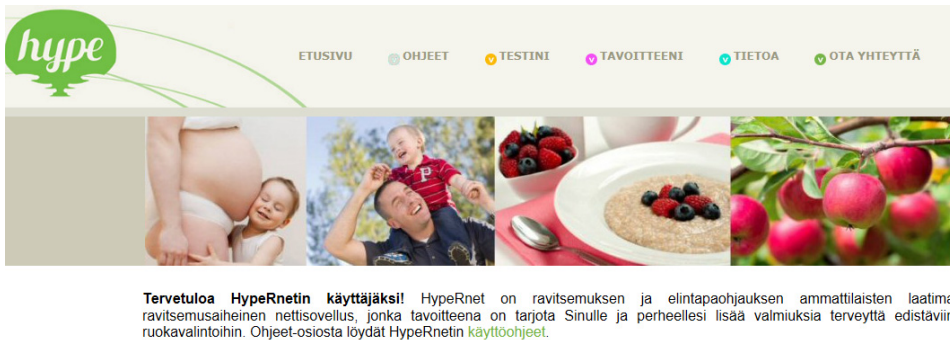 hype
ETUSIVU OHJEET TESTINI TAVOITTEENI TIETOA OTA YHTEYTTÄ
Tervetuloa HypeRnetin käyttäjäksi! HypeRnet on ravitsemuksen ja elintapaohjauksen ammattilaisten laatima
ravitsemusaiheinen nettisovellus, jonka tavoitteena on tarjota Sinulle ja perheellesi lisää valmiuksia terveyttä edistäviin
ruokavalintoihin. Ohjeet-osiosta löydät HypeRnetin käyttöohjeet.